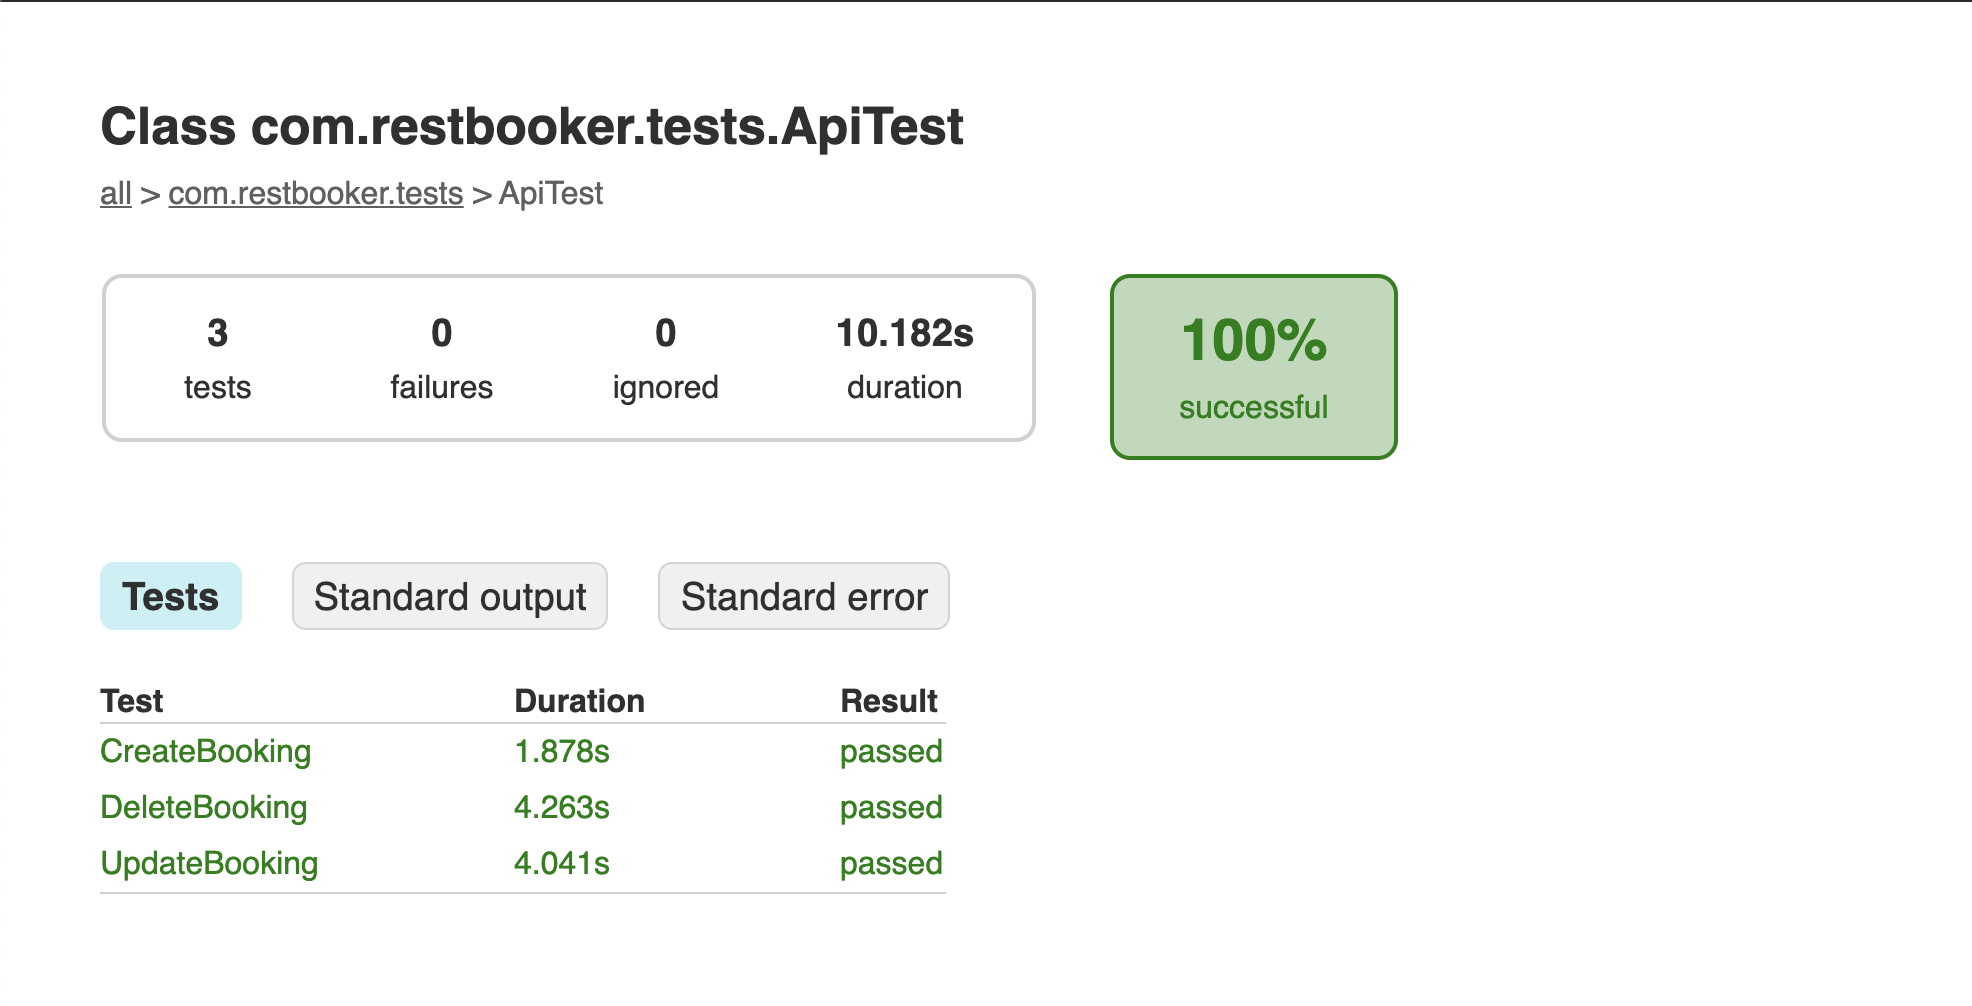 Class com.restbooker.tests.ApiTest
all > com.restbooker.tests > ApiTest
3 0 0 10.182s
tests failures ignored duration
100%
successful
Tests Standard output Standard error
Test Duration Result
CreateBooking 1.878s passed
DeleteBooking 4.263s passed
UpdateBooking 4.041s passed